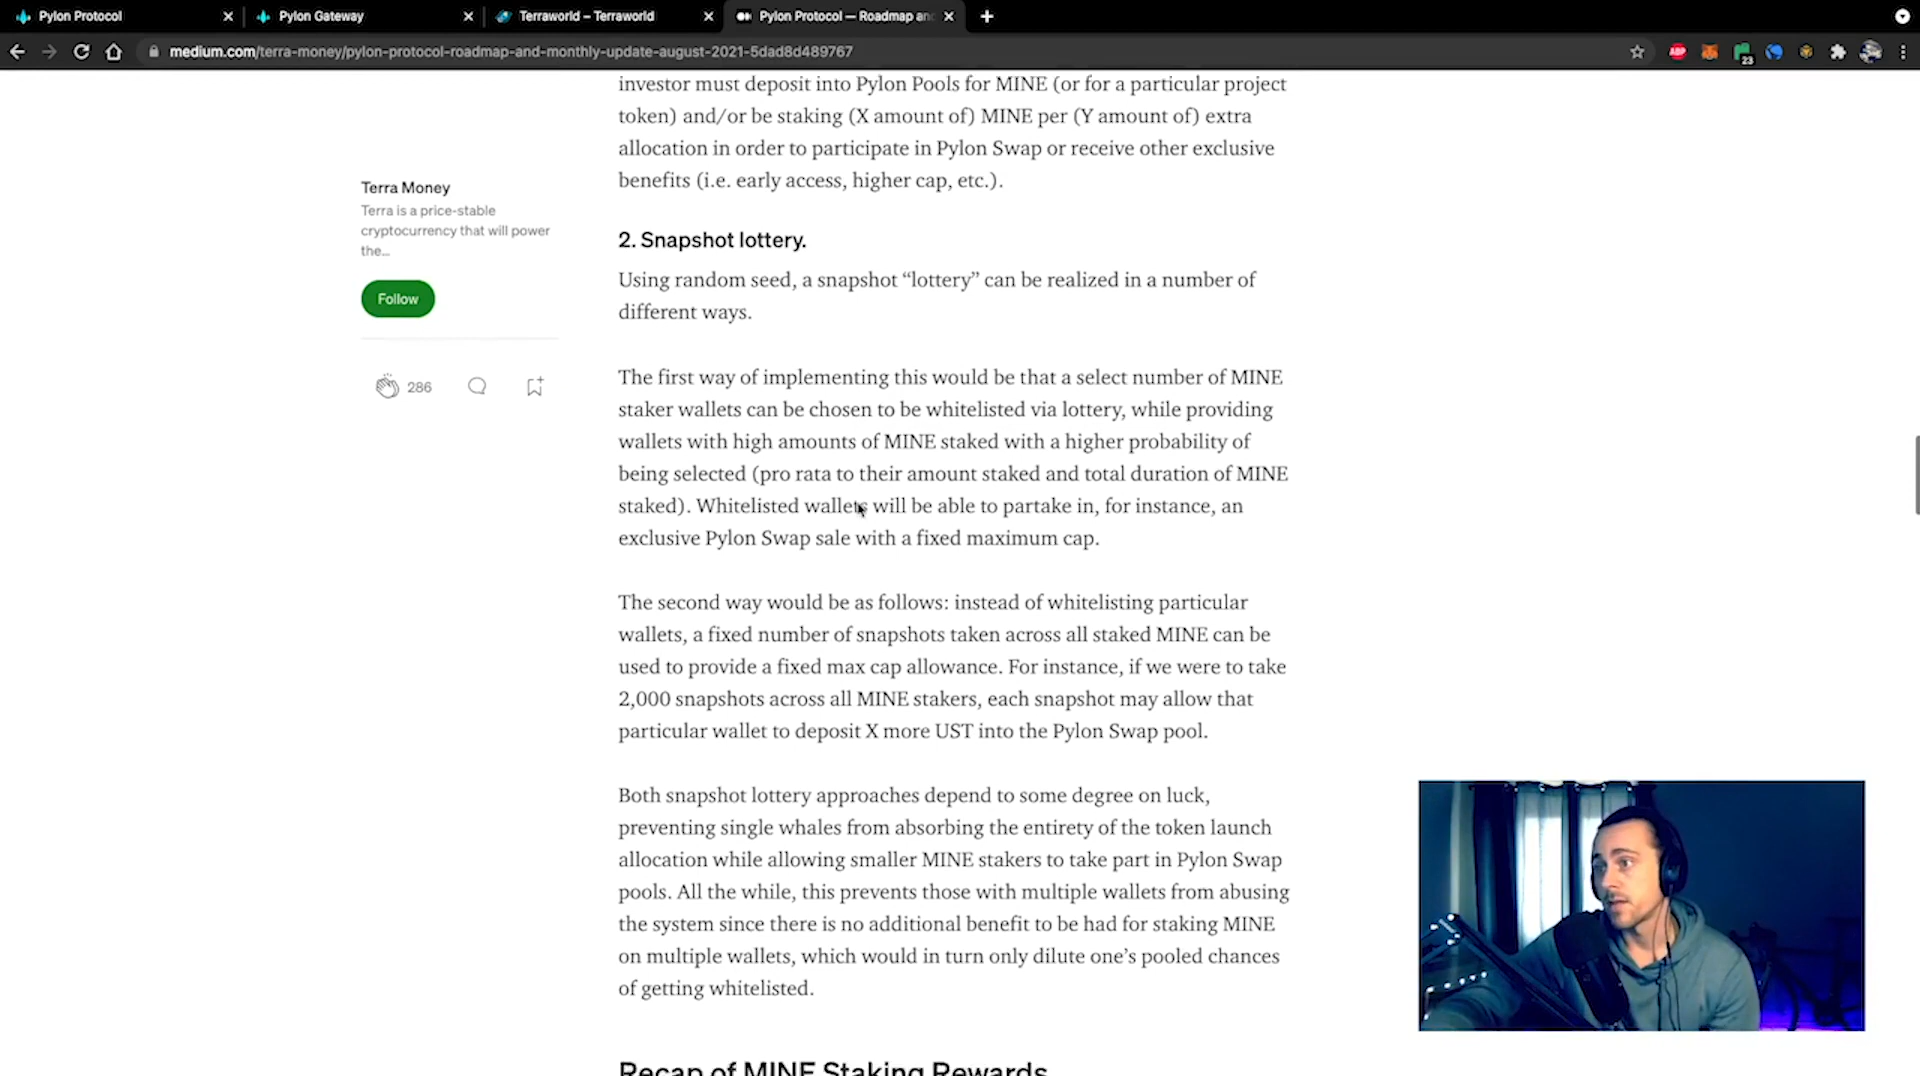 Pylon Protocol
Pylon Gateway
Terraworld – Terraworld
Pylon Protocol — Roadmap and
medium.com/terra-money/pylon-protocol-roadmap-and-monthly-update-august-2021-5dad8d489767
ABP
23
investor must deposit into Pylon Pools for MINE (or for a particular project
token) and/or be staking (X amount of) MINE per (Y amount of) extra
allocation in order to participate in Pylon Swap or receive other exclusive
benefits (i.e. early access, higher cap, etc.).
Terra Money
Terra is a price-stable
cryptocurrency that will power
the...
Follow
286
2. Snapshot lottery.
Using random seed, a snapshot “lottery” can be realized in a number of
different ways.
The first way of implementing this would be that a select number of MINE
staker wallets can be chosen to be whitelisted via lottery, while providing
wallets with high amounts of MINE staked with a higher probability of
being selected (pro rata to their amount staked and total duration of MINE
staked). Whitelisted wallets will be able to partake in, for instance, an
exclusive Pylon Swap sale with a fixed maximum cap.
The second way would be as follows: instead of whitelisting particular
wallets, a fixed number of snapshots taken across all staked MINE can be
used to provide a fixed max cap allowance. For instance, if we were to take
2,000 snapshots across all MINE stakers, each snapshot may allow that
particular wallet to deposit X more UST into the Pylon Swap pool.
Both snapshot lottery approaches depend to some degree on luck,
preventing single whales from absorbing the entirety of the token launch
allocation while allowing smaller MINE stakers to take part in Pylon Swap
pools. All the while, this prevents those with multiple wallets from abusing
the system since there is no additional benefit to be had for staking MINE
on multiple wallets, which would in turn only dilute one’s pooled chances
of getting whitelisted.
Recap of MINE Staking Rewards